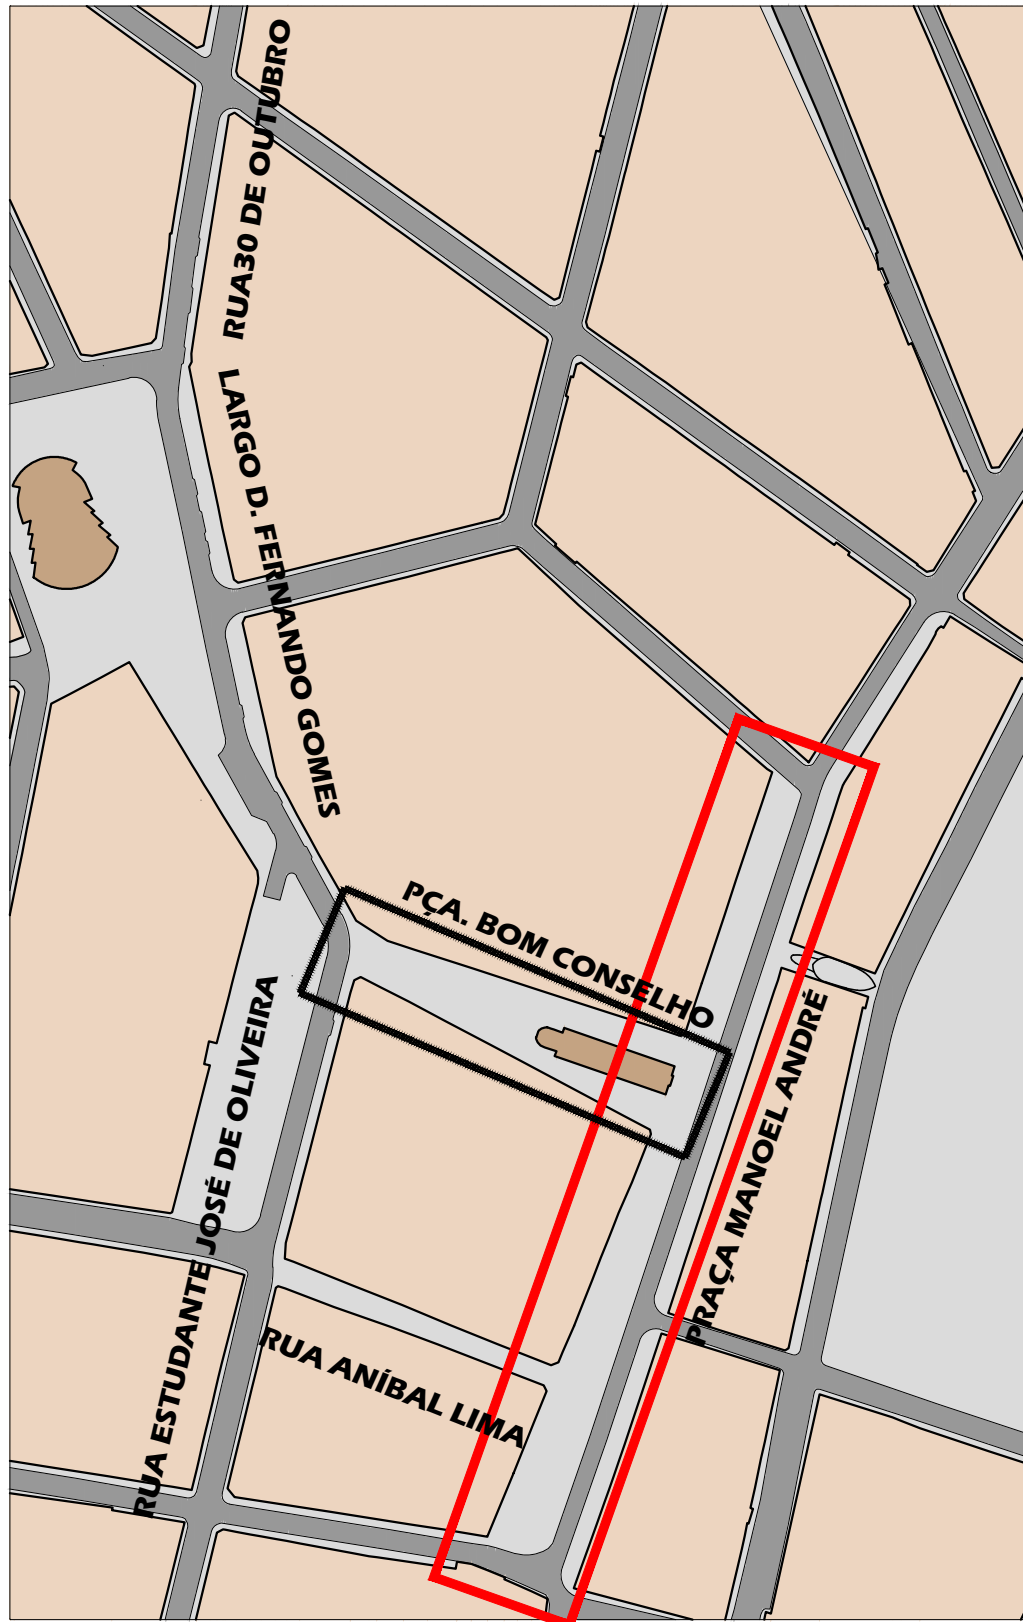 RUA30 DE OUTUBRO
LARGO D. FERNANDO GOMES
PÇA. BOM CONSELHO
PRAÇA MANOEL ANDRÉ
RUA ESTUDANTE JOSÉ DE OLIVEIRA
RUA ANÍBAL LIMA